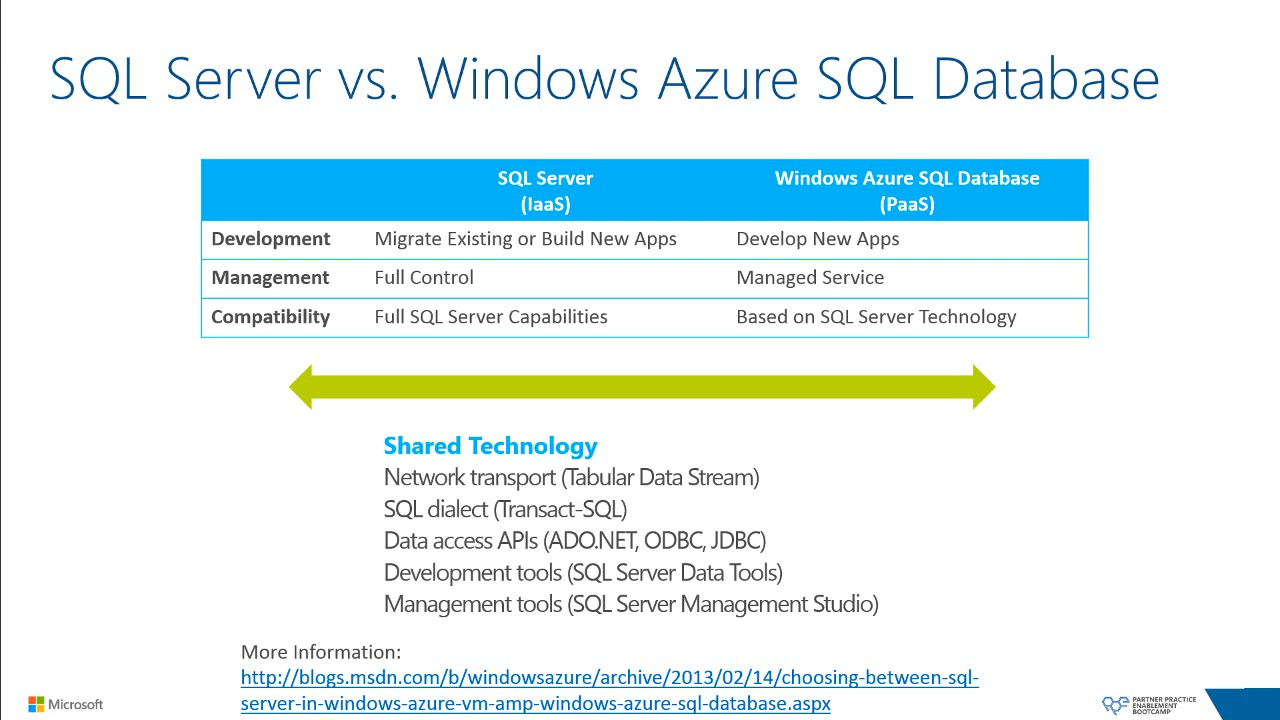 SQL Server vs. Windows Azure SQL Database
SQL Server Windows Azure SQL Database
(IaaS) (PaaS)
Development Migrate Existing or Build New Apps Develop New Apps
Management Full Control Managed Service
Compatibility Full SQL Server Capabilities Based on SQL Server Technology
Shared Technology
Network transport (Tabular Data Stream)
SQL dialect (Transact-SQL)
Data access APIs (ADO.NET, ODBC, JDBC)
Development tools (SQL Server Data Tools)
Management tools (SQL Server Management Studio)
More Information:
http://blogs.msdn.com/b/windowsazure/archive/2013/02/14/choosing-between-sql-
server-in-windows-azure-vm-amp-windows-azure-sql-database.aspx
Microsoft
PARTNER PRACTICE
ENABLEMENT
BOOTCAMP